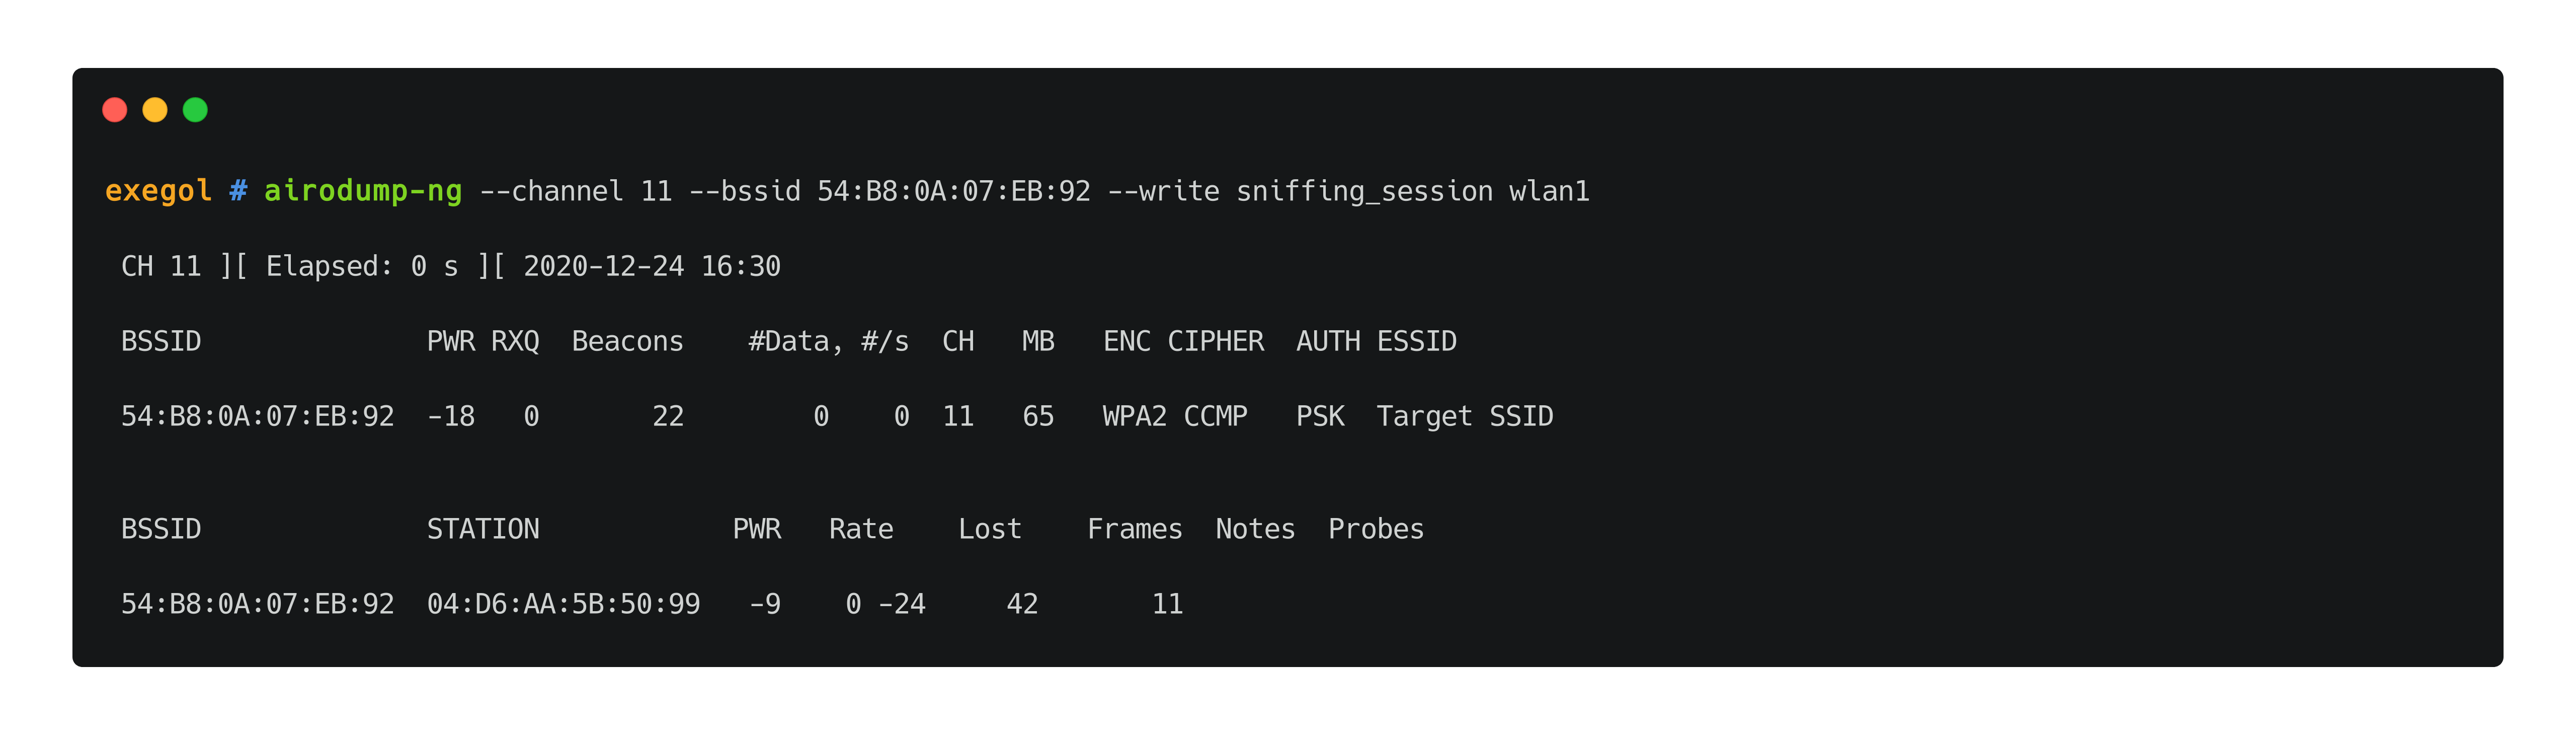 exegol # airodump-ng --channel 11 --bssid 54:B8:0A:07:EB:92 --write sniffing_session wlan1
CH 11 ][ Elapsed: 0 s ][ 2020-12-24 16:30
BSSID PWR RXQ Beacons #Data, #/s CH MB ENC CIPHER AUTH ESSID
54:B8:0A:07:EB:92 -18 0 22 0 0 11 65 WPA2 CCMP PSK Target SSID
BSSID STATION PWR Rate Lost Frames Notes Probes
54:B8:0A:07:EB:92 04:D6:AA:5B:50:99 -9 0 -24 42 11